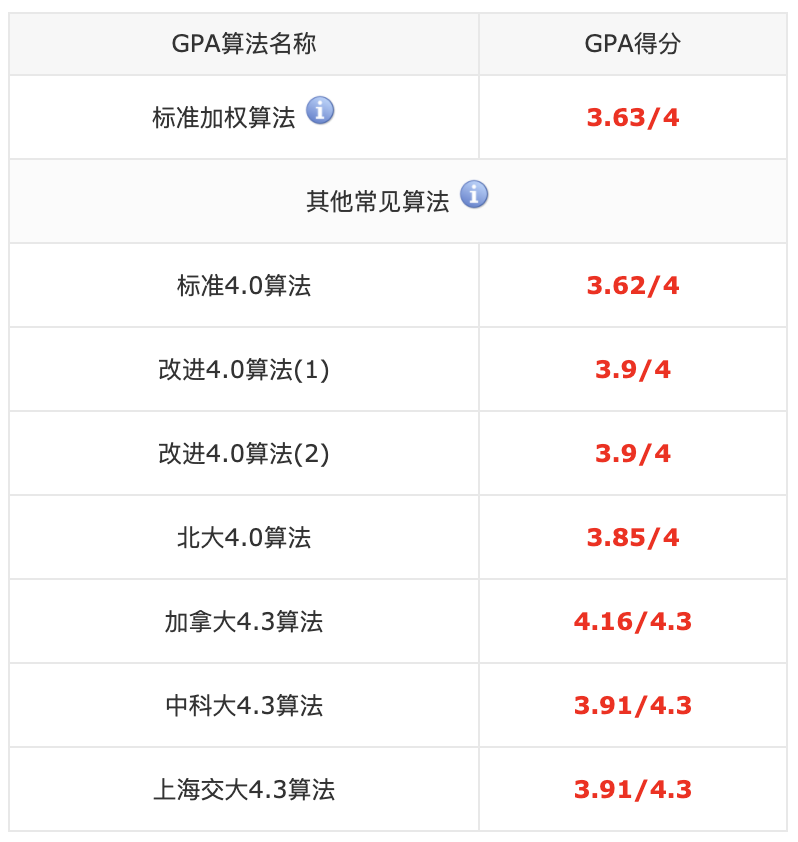 GPA算法名称 GPA得分
标准加权算法 3.63/4
其他常见算法
标准4.0算法 3.62/4
改进4.0算法(1) 3.9/4
改进4.0算法(2) 3.9/4
北大4.0算法 3.85/4
加拿大4.3算法 4.16/4.3
中科大4.3算法 3.91/4.3
上海交大4.3算法 3.91/4.3